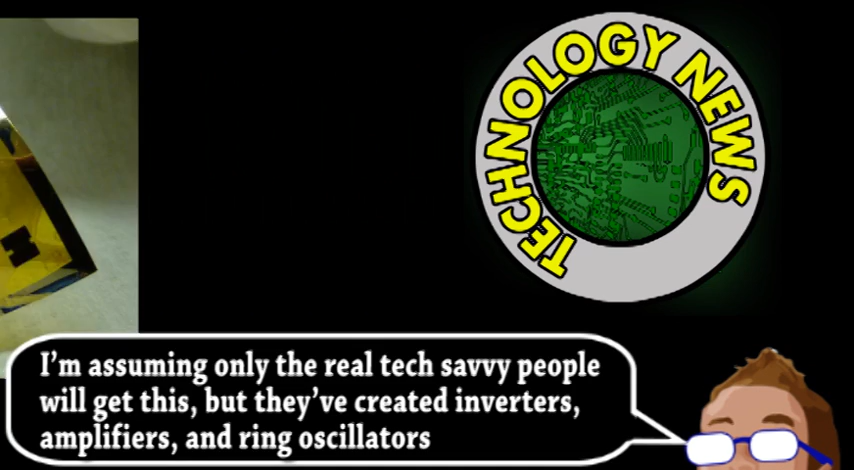 TECHNOLOGY NEWS
I'm assuming only the real tech savvy people
will get this, but they've created inverters,
amplifiers, and ring oscillators